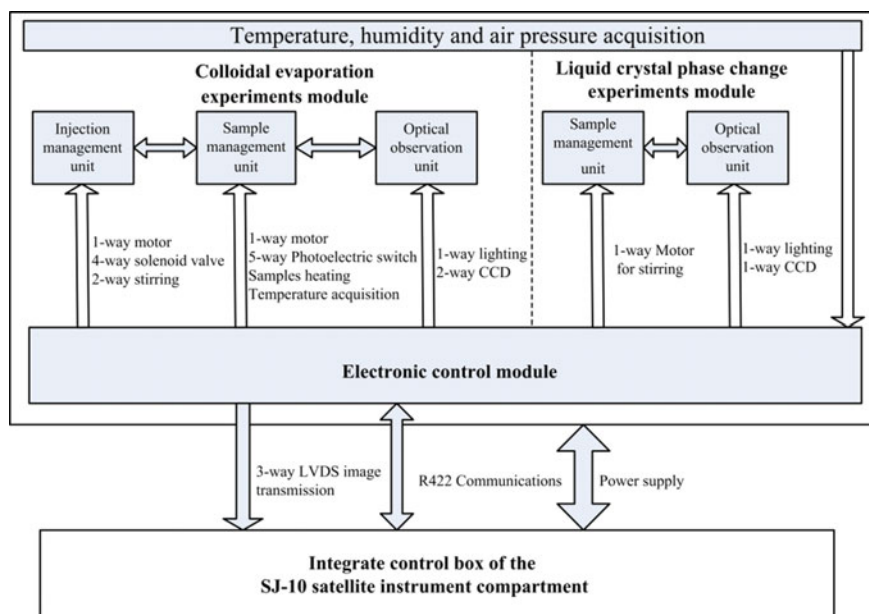 Temperature, humidity and air pressure acquisition
Colloidal evaporation
experiments module
Liquid crystal phase change
experiments module
Injection
management
unit
Sample
management
unit
Optical
observation
unit
Sample
management
unit
Optical
observation
unit
1-way motor
4-way solenoid valve
2-way stirring
1-way motor
5-way Photoelectric switch
Samples heating
Temperature acquisition
1-way lighting
2-way CCD
1-way Motor
for stirring
1-way lighting
1-way CCD
Electronic control module
3-way LVDS image
transmission
R422 Communications
Power supply
Integrate control box of the
SJ-10 satellite instrument compartment